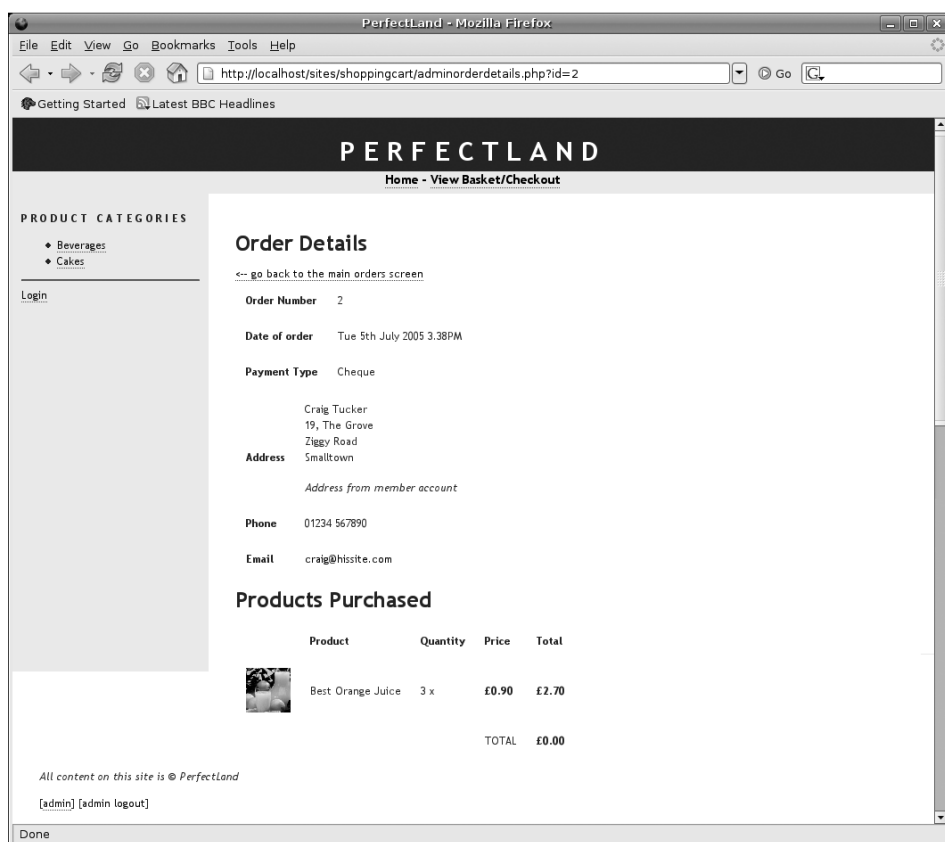 PerfectLand - Mozilla Firefox
File Edit View Go Bookmarks Tools Help
http://localhost/sites/shoppingcart/adminorderdetails.php?id=2
Go
G
Getting Started Latest BBC Headlines
PERFECTLAND
Home - View Basket/Checkout
PRODUCT CATEGORIES
Beverages
Cakes
Login
Order Details
<-- go back to the main orders screen
Order Number 2
Date of order Tue 5th July 2005 3.38PM
Payment Type Cheque
Craig Tucker
19, The Grove
Ziggy Road
Address Smalltown
Address from member account
Phone 01234 567890
Email craig@hissite.com
Products Purchased
Product Quantity Price Total
Best Orange Juice 3 x £0.90 £2.70
TOTAL £0.00
All content on this site is © PerfectLand
[admin] [admin logout]
Done